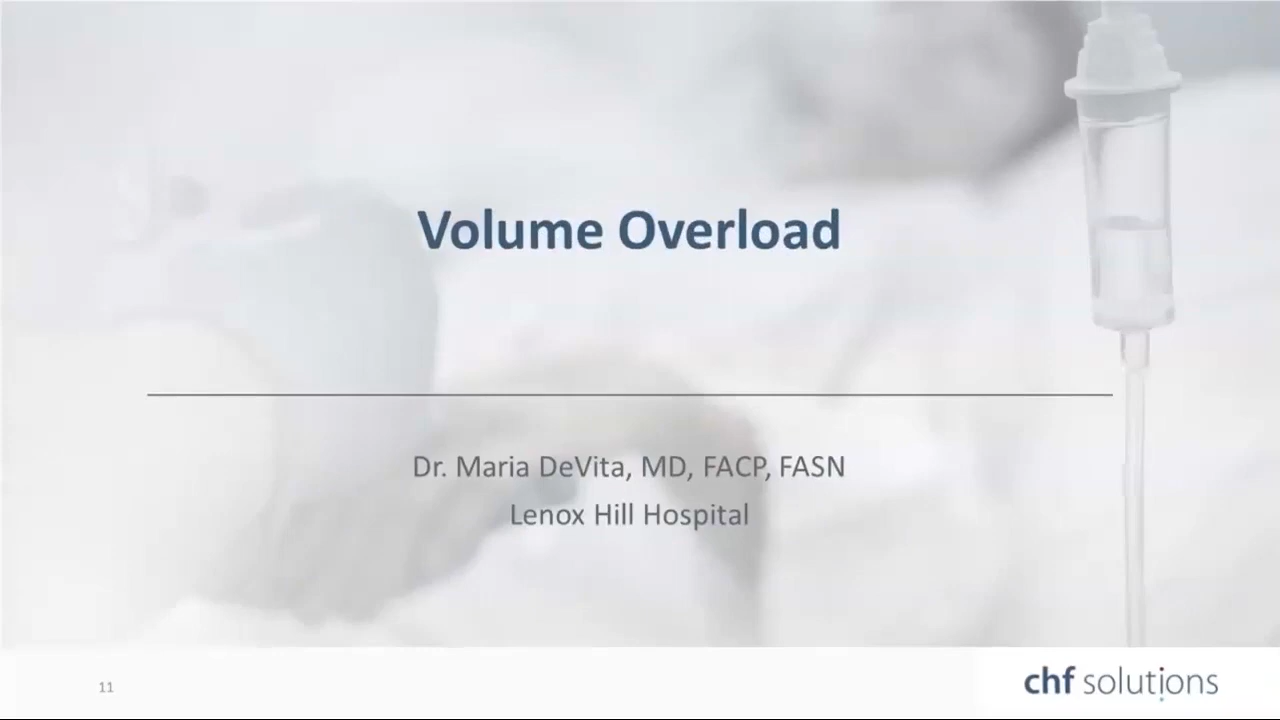 Volume Overload
Dr. Maria DeVita, MD, FACP, FASN
Lenox Hill Hospital
11
chf solutions